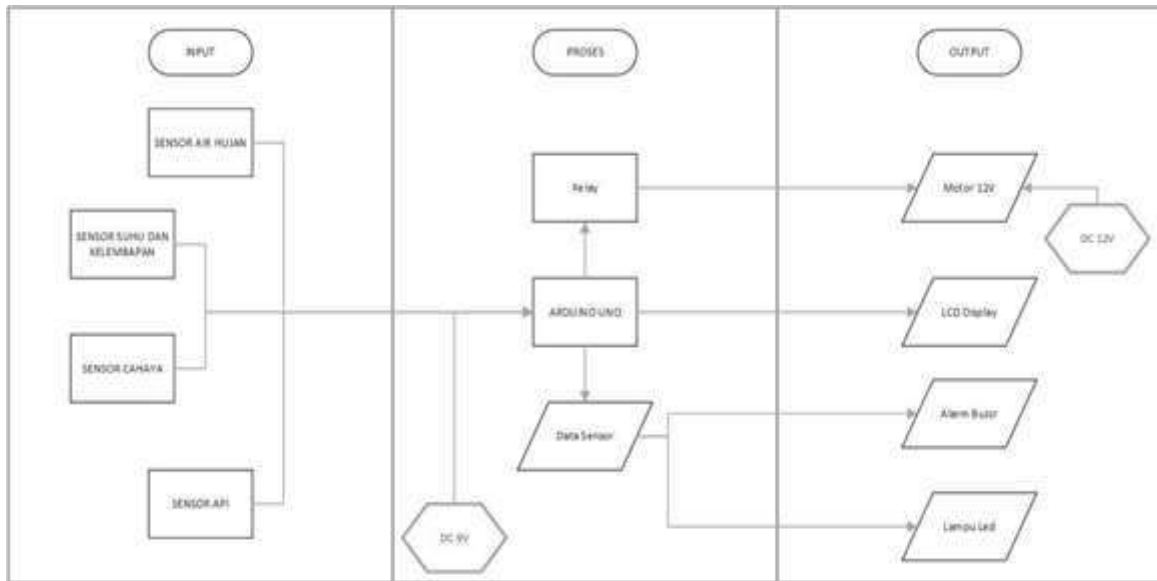 INPUT
PROSES
OUTPUT
SENSOR AIR HUJAN
SENSOR SUHU DAN
KELEMBAPAN
SENSOR CAHAYA
SENSOR API
Relay
ARDUINO UNO
Data Sensor
DC 9V
Motor 12V
DC 12V
LCD Display
Alarm Buzzr
Lampu Led